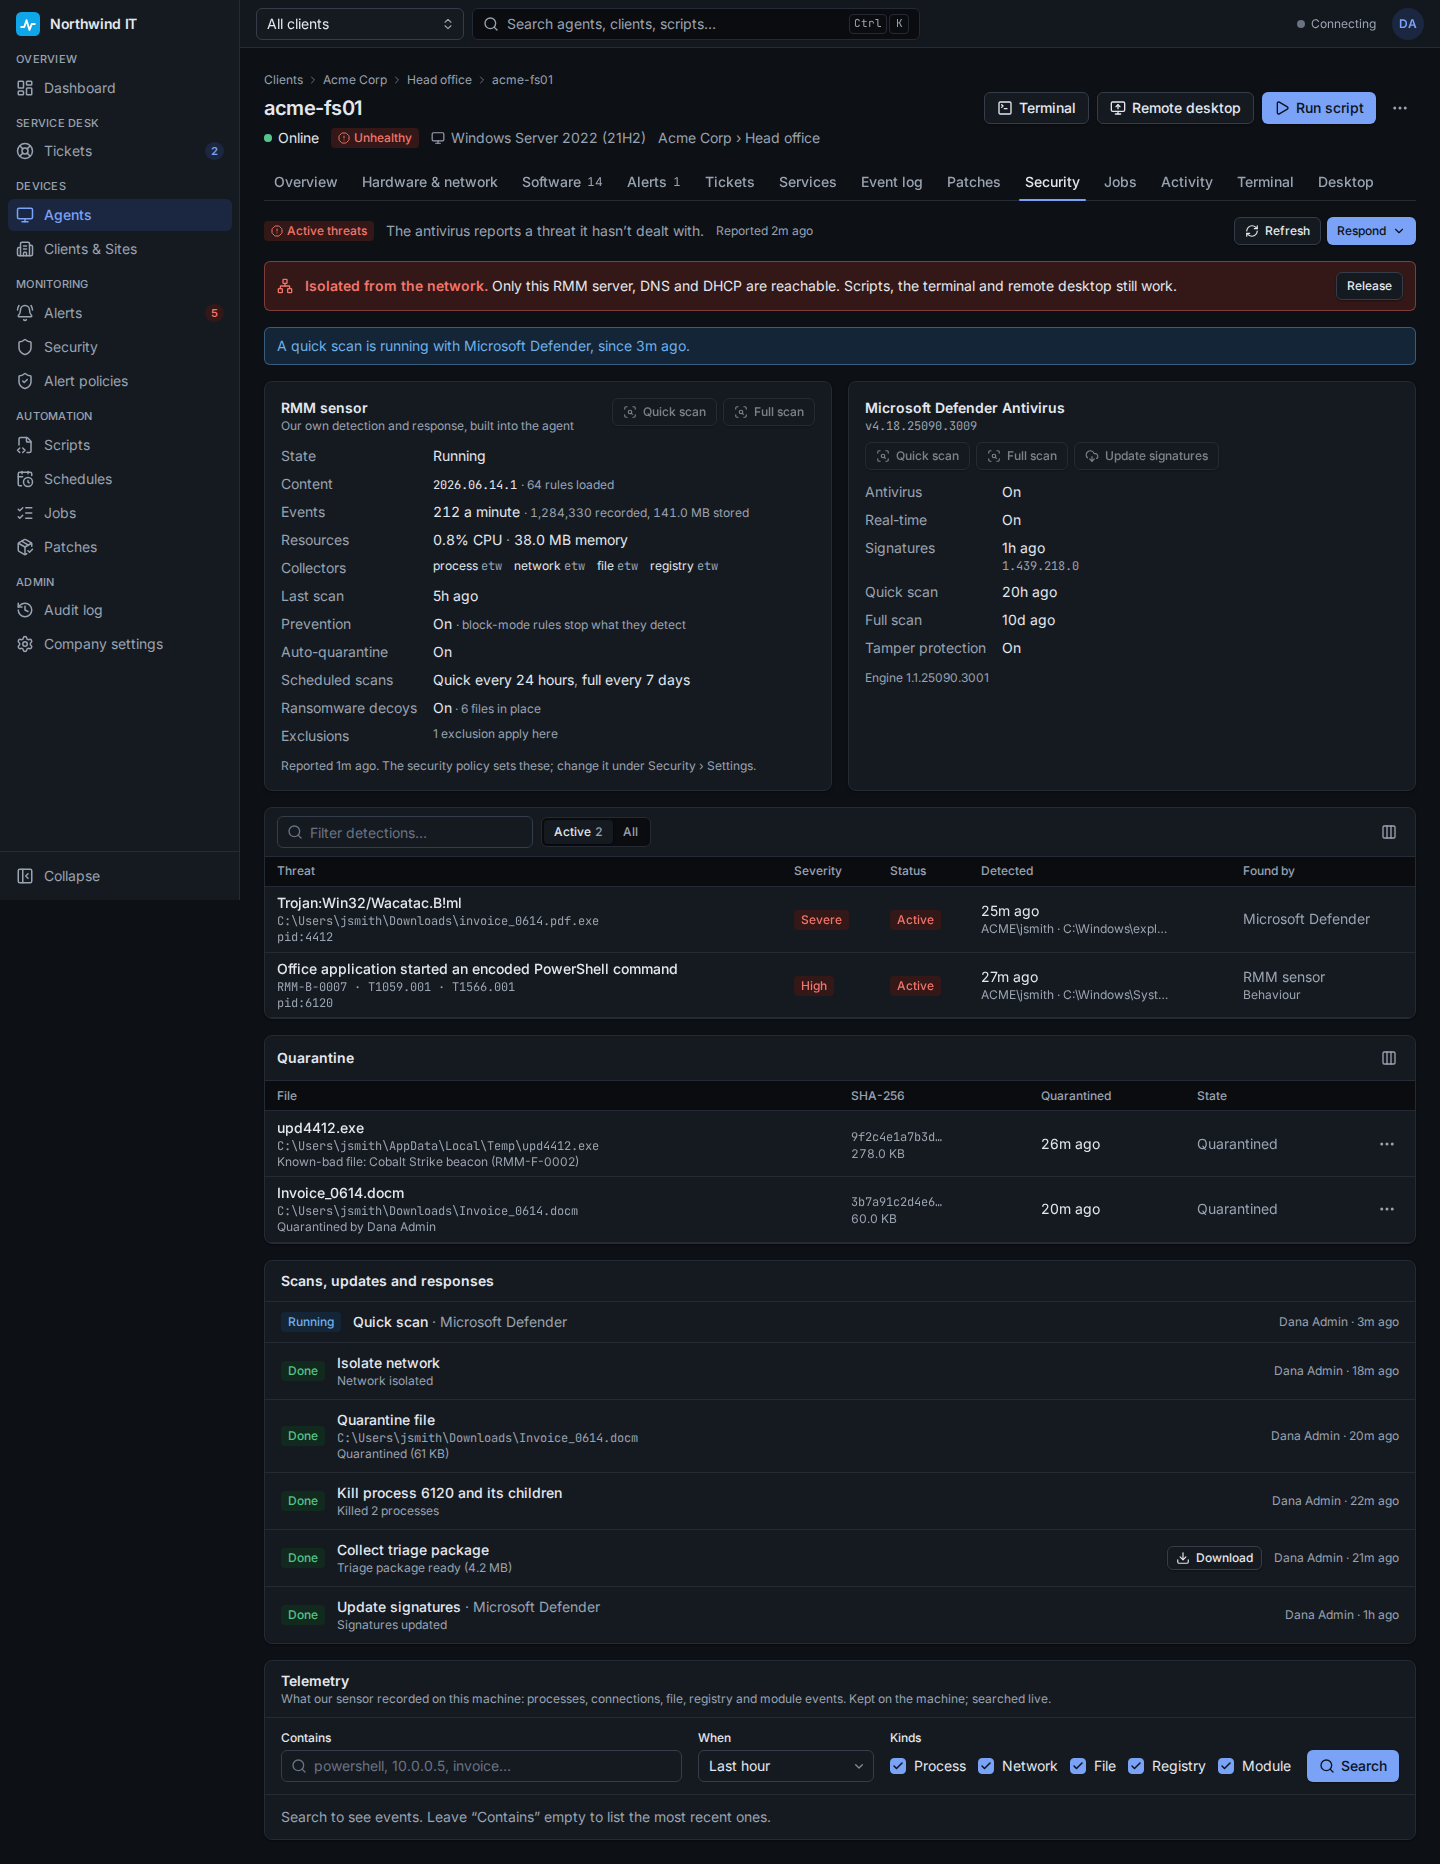 Northwind IT
All clients
Search agents, clients, scripts...
Ctrl K
Connecting
DA
OVERVIEW
Dashboard
SERVICE DESK
Tickets 2
DEVICES
Agents
Clients & Sites
MONITORING
Alerts 5
Security
Alert policies
AUTOMATION
Scripts
Schedules
Jobs
Patches
ADMIN
Audit log
Company settings
Collapse
Clients › Acme Corp › Head office › acme-fs01
acme-fs01
Terminal
Remote desktop
Run script
Online
Unhealthy
Windows Server 2022 (21H2)
Acme Corp › Head office
Overview
Hardware & network
Software 14
Alerts 1
Tickets
Services
Event log
Patches
Security
Jobs
Activity
Terminal
Desktop
Active threats
The antivirus reports a threat it hasn’t dealt with.
Reported 2m ago
Refresh
Respond
Isolated from the network. Only this RMM server, DNS and DHCP are reachable. Scripts, the terminal and remote desktop still work.
Release
A quick scan is running with Microsoft Defender, since 3m ago.
RMM sensor
Our own detection and response, built into the agent
Quick scan
Full scan
State Running
Content 2026.06.14.1 · 64 rules loaded
Events 212 a minute · 1,284,330 recorded, 141.0 MB stored
Resources 0.8% CPU · 38.0 MB memory
Collectors process etw network etw file etw registry etw
Last scan 5h ago
Prevention On · block-mode rules stop what they detect
Auto-quarantine On
Scheduled scans Quick every 24 hours, full every 7 days
Ransomware decoys On · 6 files in place
Exclusions 1 exclusion apply here
Reported 1m ago. The security policy sets these; change it under Security › Settings.
Microsoft Defender Antivirus
v4.18.25090.3009
Quick scan
Full scan
Update signatures
Antivirus On
Real-time On
Signatures 1h ago
1.439.218.0
Quick scan 20h ago
Full scan 10d ago
Tamper protection On
Engine 1.1.25090.3001
Filter detections...
Active 2
All
Threat Severity Status Detected Found by
Trojan:Win32/Wacatac.B!ml
C:\Users\jsmith\Downloads\invoice_0614.pdf.exe
pid:4412
Severe
Active
25m ago
ACME\jsmith · C:\Windows\expl...
Microsoft Defender
Office application started an encoded PowerShell command
RMM-B-0007 · T1059.001 · T1566.001
pid:6120
High
Active
27m ago
ACME\jsmith · C:\Windows\Syst...
RMM sensor
Behaviour
Quarantine
File SHA-256 Quarantined State
upd4412.exe
C:\Users\jsmith\AppData\Local\Temp\upd4412.exe
Known-bad file: Cobalt Strike beacon (RMM-F-0002)
9f2c4e1a7b3d…
278.0 KB
26m ago
Quarantined
Invoice_0614.docm
C:\Users\jsmith\Downloads\Invoice_0614.docm
Quarantined by Dana Admin
3b7a91c2d4e6…
60.0 KB
20m ago
Quarantined
Scans, updates and responses
Running
Quick scan · Microsoft Defender
Dana Admin · 3m ago
Done
Isolate network
Network isolated
Dana Admin · 18m ago
Done
Quarantine file
C:\Users\jsmith\Downloads\Invoice_0614.docm
Quarantined (61 KB)
Dana Admin · 20m ago
Done
Kill process 6120 and its children
Killed 2 processes
Dana Admin · 22m ago
Done
Collect triage package
Triage package ready (4.2 MB)
Download
Dana Admin · 21m ago
Done
Update signatures · Microsoft Defender
Signatures updated
Dana Admin · 1h ago
Telemetry
What our sensor recorded on this machine: processes, connections, file, registry and module events. Kept on the machine; searched live.
Contains When Kinds
powershell, 10.0.0.5, invoice...
Last hour
Process
Network
File
Registry
Module
Search
Search to see events. Leave “Contains” empty to list the most recent ones.